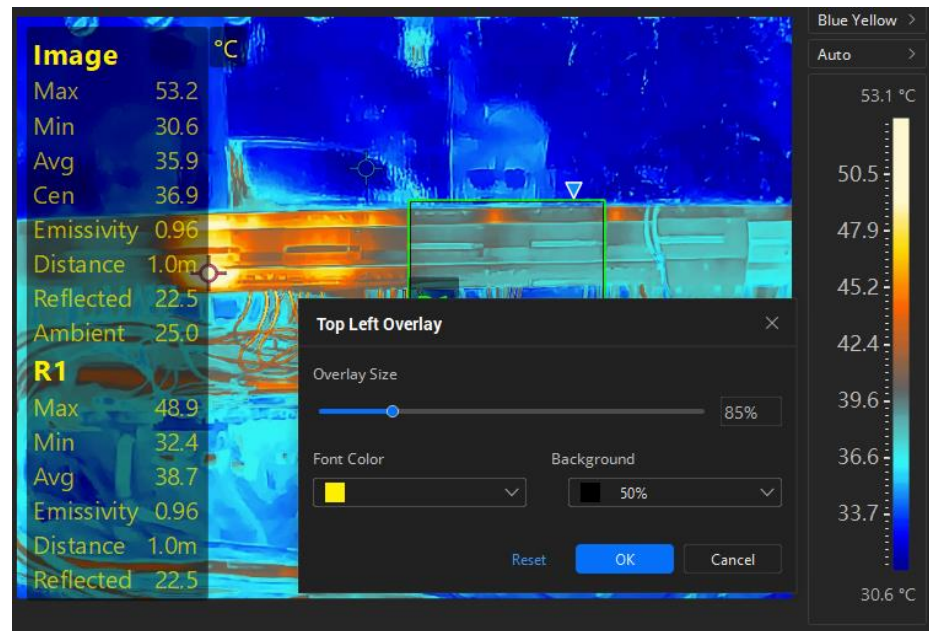 Image °C
Max 53.2
Min 30.6
Avg 35.9
Cen 36.9
Emissivity 0.96
Distance 1.0m
Reflected 22.5
Ambient 25.0
R1
Max 48.9
Min 32.4
Avg 38.7
Emissivity 0.96
Distance 1.0m
Reflected 22.5
Top Left Overlay
Overlay Size
85%
Font Color Background
50%
Reset OK Cancel
Blue Yellow >
Auto >
53.1 °C
50.5
47.9
45.2
42.4
39.6
36.6
33.7
30.6 °C